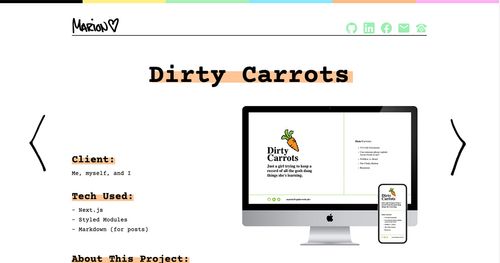 Marion
Dirty Carrots
Client:
Me, myself, and I
Tech Used:
- Next.js
- Styled Modules
- Markdown (for posts)
About This Project:
Dirty
Carrots
Just a girl trying to keep a
record of all the gosh dang
things she's learning.
Dirty
Carrots